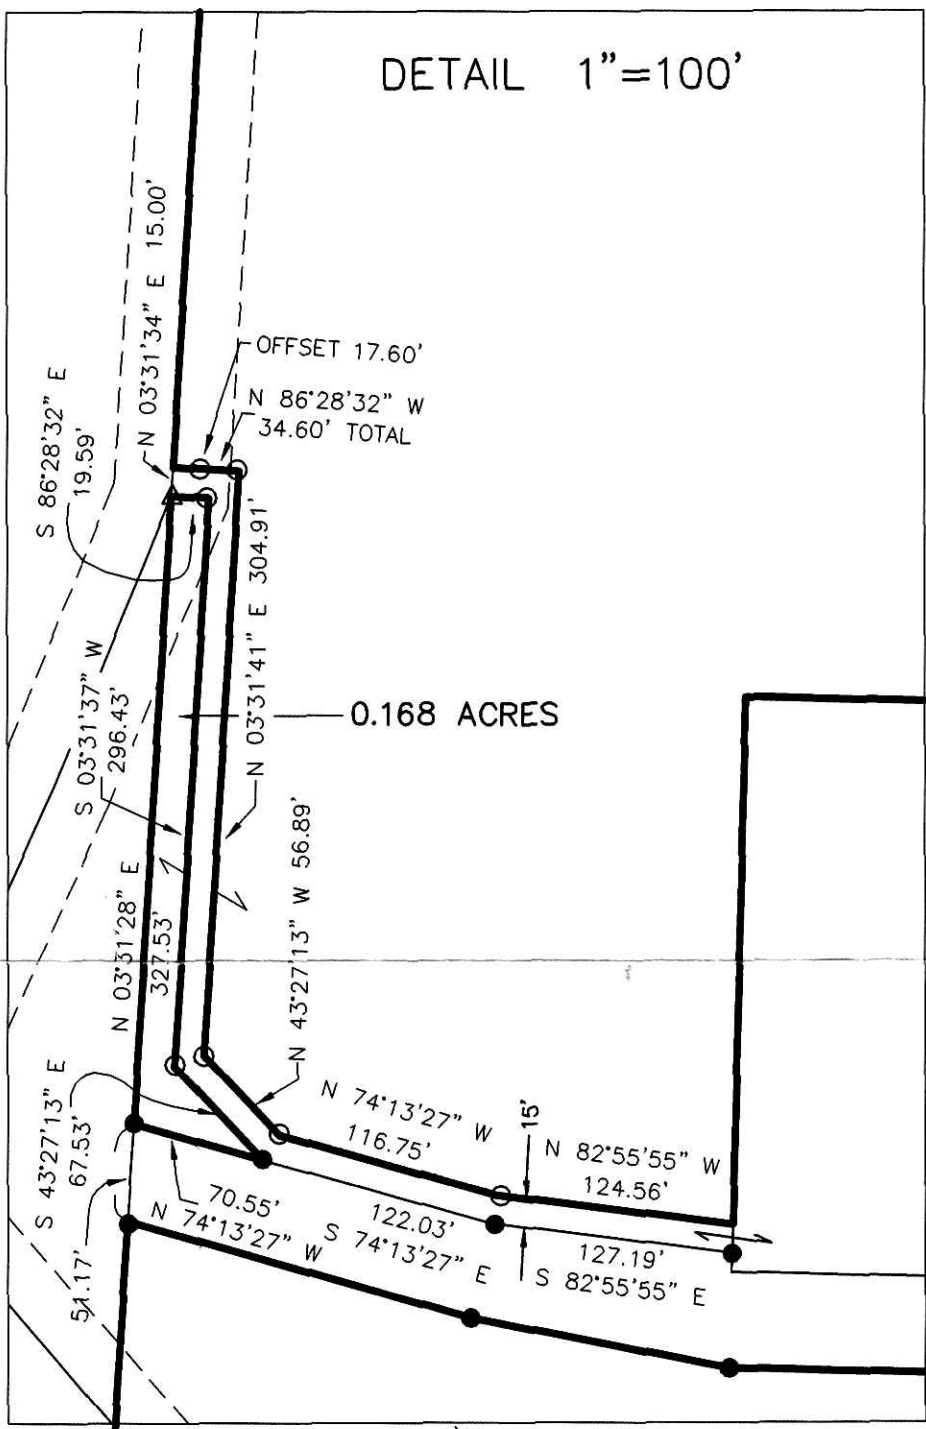 DETAIL 1"=100'
N 03°31'34" E 15.00'
OFFSET 17.60'
N 86°28'32" W
34.60' TOTAL
S 86°28'32" E
19.59'
N 03°31'41" E 304.91'
S 03°31'37" W
296.43'
0.168 ACRES
N 03°31'28" E
327.53'
N 43°27'13" W 56.89'
S 43°27'13" E
67.53'
N 74°13'27" W
116.75'
15'
N 82°55'55" W
124.56'
70.55'
N 74°13'27" W
122.03'
S 74°13'27" E
127.19'
S 82°55'55" E
51.17'